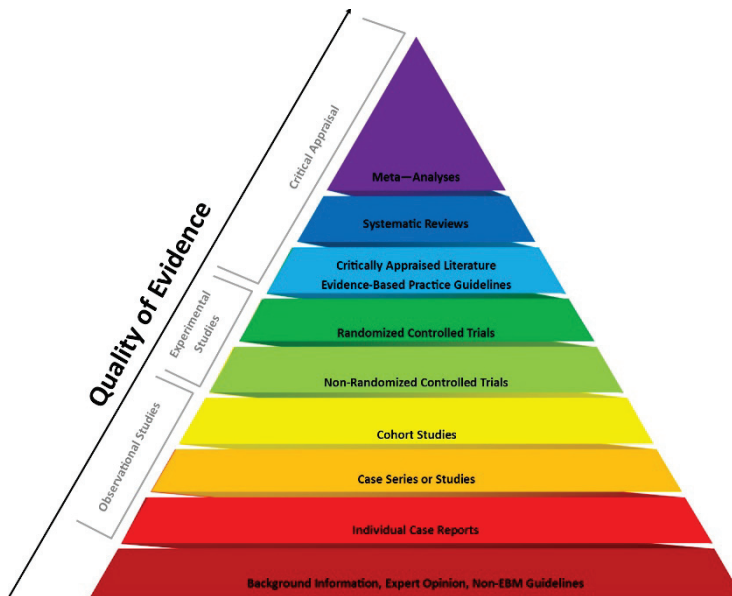 Quality of Evidence
Critical Appraisal
Experimental
Studies
Observational Studies
Meta—Analyses
Systematic Reviews
Critically Appraised Literature
Evidence-Based Practice Guidelines
Randomized Controlled Trials
Non-Randomized Controlled Trials
Cohort Studies
Case Series or Studies
Individual Case Reports
Background Information, Expert Opinion, Non-EBM Guidelines